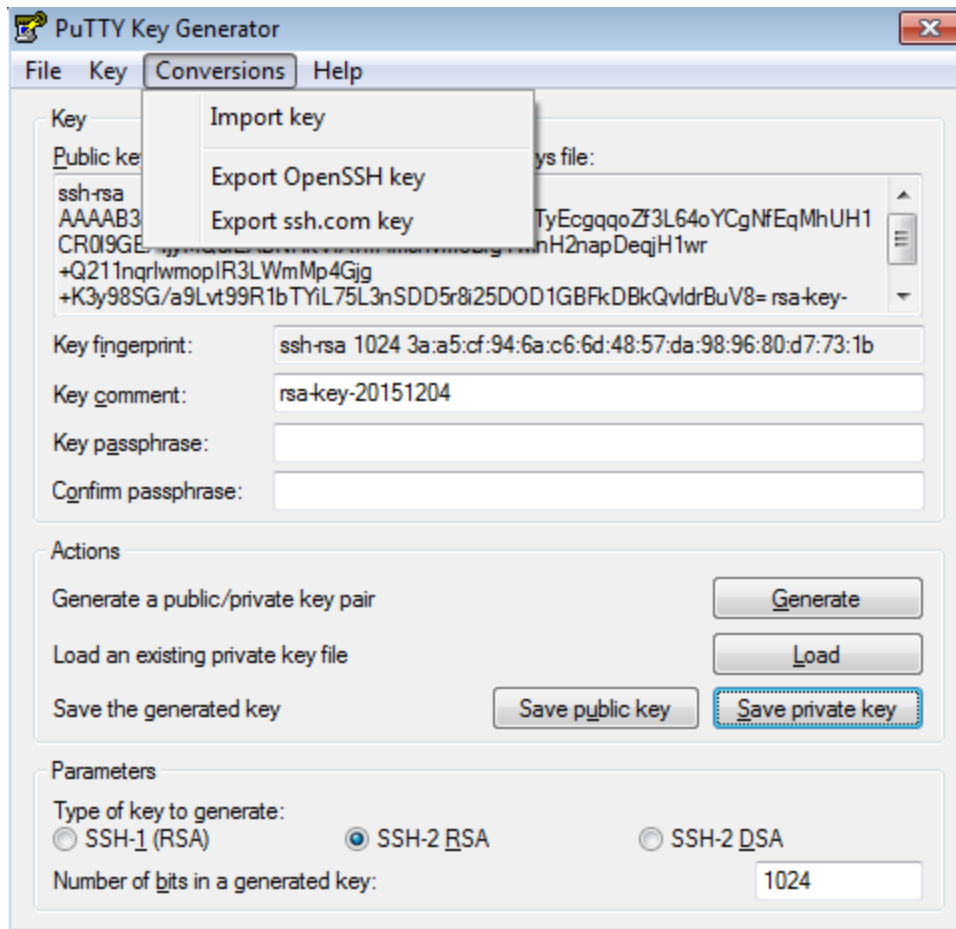 PuTTY Key Generator
File Key Conversions Help
Import key
Export OpenSSH key
Export ssh.com key
Key
Public key
ys file:
ssh-rsa
AAAAB3
TyEcgqqoZf3L64oYCgNfEqMhUH1
nH2napDeqjH1wr
+Q211nqrlwmopIR3LWmMp4Gjg
+K3y98SG/a9Lvt99R1bTYiL75L3nSDD5r8i25DOD1GBFkDBkQvldrBuV8= rsa-key-
Key fingerprint: ssh-rsa 1024 3a:a5:cf:94:6a:c6:6d:48:57:da:98:96:80:d7:73:1b
Key comment: rsa-key-20151204
Key passphrase:
Confirm passphrase:
Actions
Generate a public/private key pair Generate
Load an existing private key file Load
Save the generated key Save public key Save private key
Parameters
Type of key to generate:
SSH-1 (RSA) SSH-2 RSA SSH-2 DSA
Number of bits in a generated key: 1024